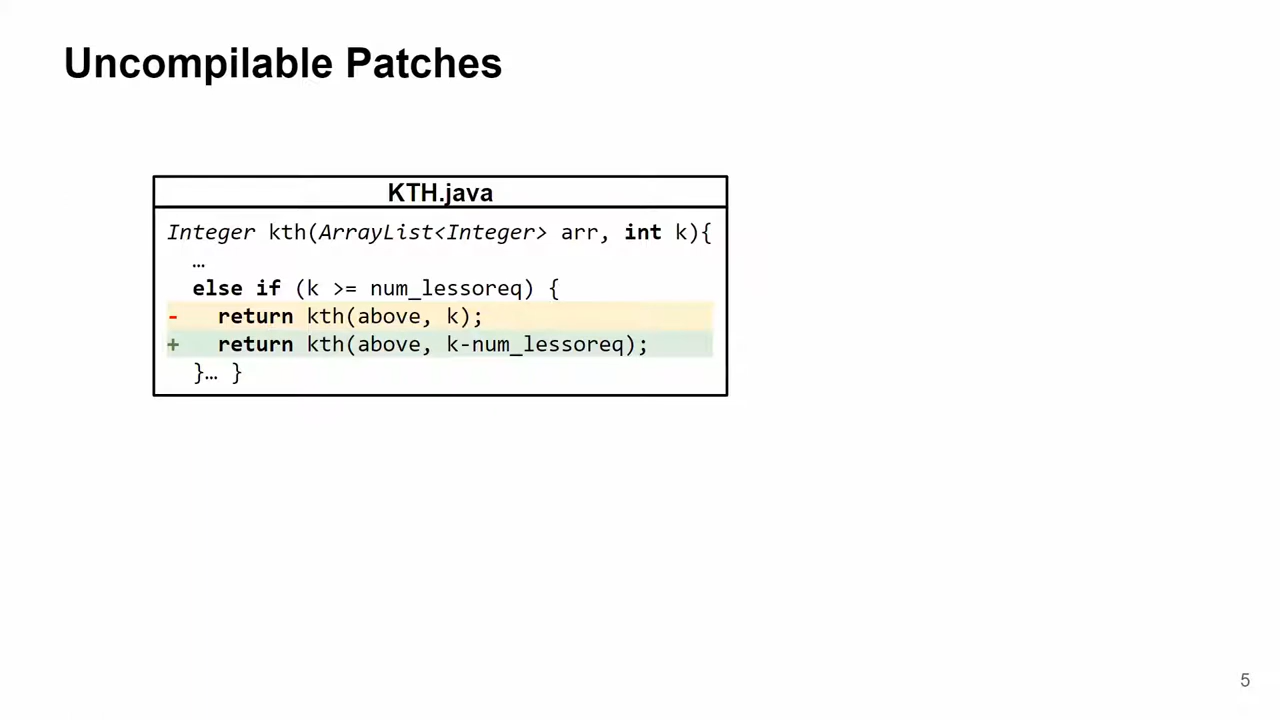 Uncompilable Patches
KTH.java
Integer kth(ArrayList<Integer> arr, int k){
…
else if (k >= num_lessoreq) {
- return kth(above, k);
+ return kth(above, k-num_lessoreq);
}… }
5